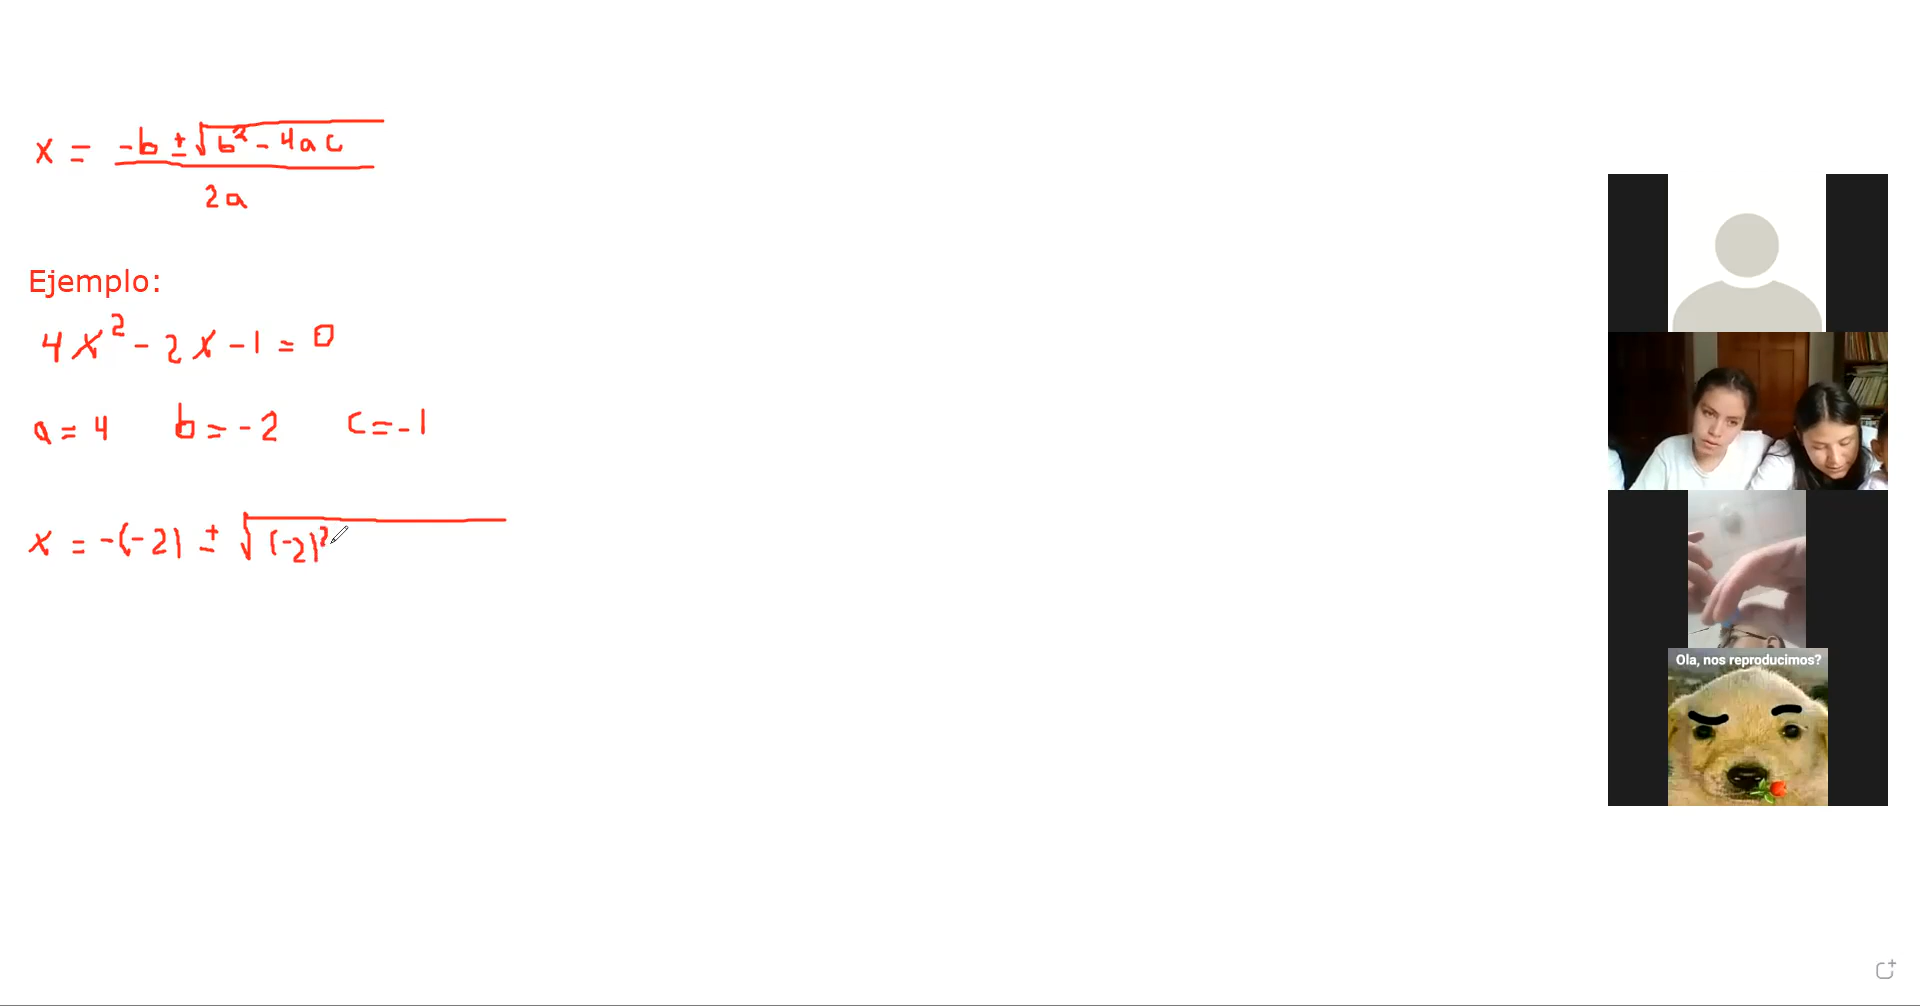 x = -b ± √b² - 4ac
2a
Ejemplo:
4x² - 2x - 1 = 0
a = 4 b = -2 c = -1
x = -(-2) ± √(-2)²
Ola, nos reproducimos?